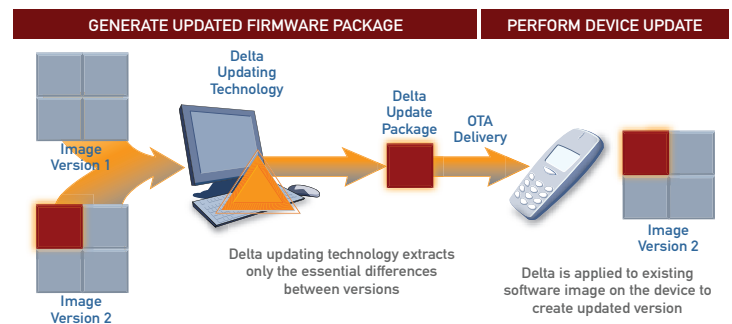 GENERATE UPDATED FIRMWARE PACKAGE
PERFORM DEVICE UPDATE
Image
Version 1
Image
Version 2
Delta
Updating
Technology
Delta updating technology extracts
only the essential differences
between versions
Delta
Update
Package
OTA
Delivery
Image
Version 2
Delta is applied to existing
software image on the device to
create updated version